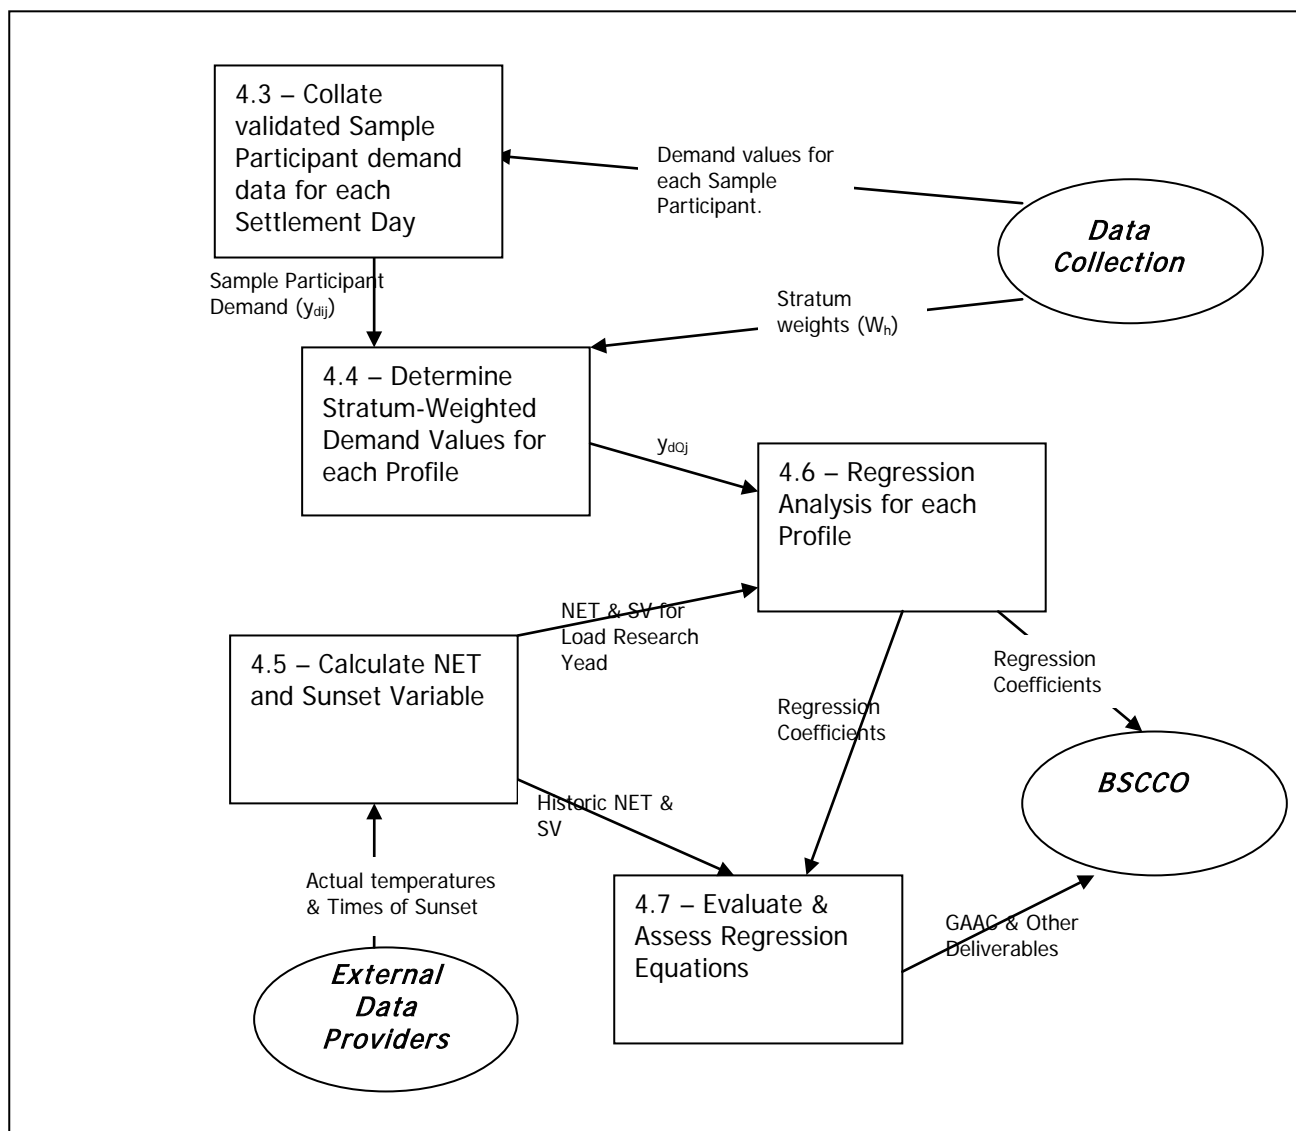 4.3 – Collate
validated Sample
Participant demand
data for each
Settlement Day
Demand values for
each Sample
Participant.
Data
Collection
Sample Participant
Demand (ydij)
Stratum
weights (Wh)
4.4 – Determine
Stratum-Weighted
Demand Values for
each Profile
ydQj
4.6 – Regression
Analysis for each
Profile
NET & SV for
Load Research
Yead
4.5 – Calculate NET
and Sunset Variable
Regression
Coefficients
Regression
Coefficients
BSCCO
Historic NET &
SV
Actual temperatures
& Times of Sunset
4.7 – Evaluate &
Assess Regression
Equations
GAAC & Other
Deliverables
External
Data
Providers